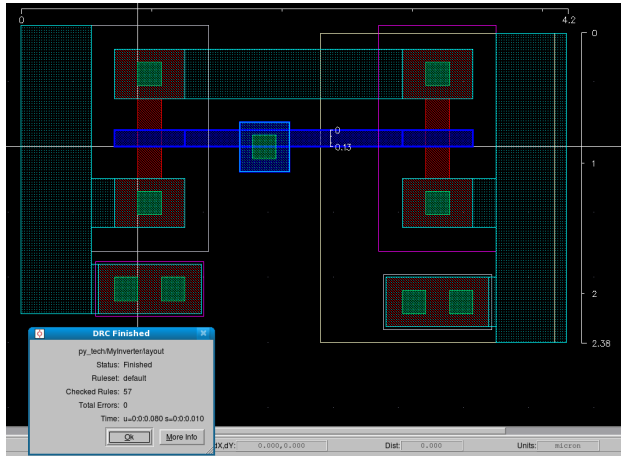 0
4.2
0
0
0.13
1
2
2.38
DRC Finished
py_tech/MyInverter/layout
Status: Finished
Ruleset: default
Checked Rules: 57
Total Errors: 0
Time: u=0:0:0.080 s=0:0:0.010
Ok More Info
dX,dY: 0.000,0.000 Dist: 0.000 Units: micron